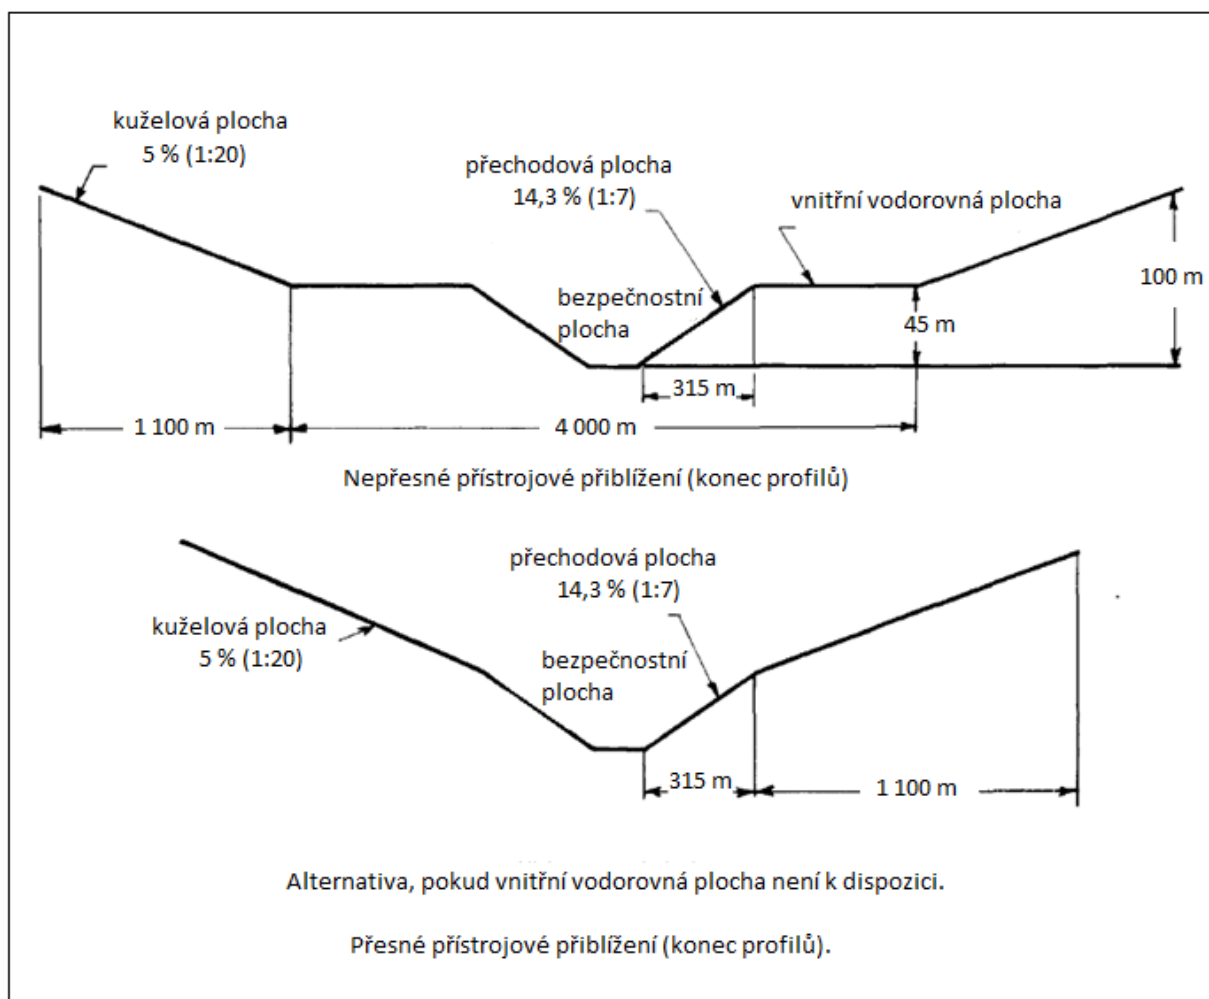 kuželová plocha
5 % (1:20)
přechodová plocha
14,3 % (1:7)
vnitřní vodorovná plocha
bezpečnostní
plocha
100 m
45 m
315 m
1 100 m
4 000 m
Nepřesné přístrojové přiblížení (konec profilů)
přechodová plocha
14,3 % (1:7)
kuželová plocha
5 % (1:20)
bezpečnostní
plocha
315 m
1 100 m
Alternativa, pokud vnitřní vodorovná plocha není k dispozici.
Přesné přístrojové přiblížení (konec profilů).